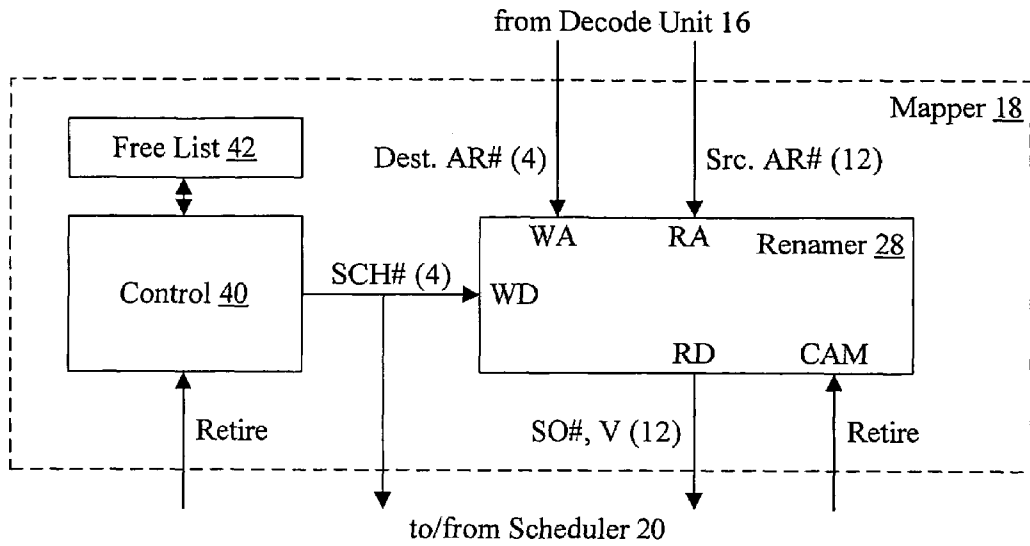 from Decode Unit 16
Mapper 18
Free List 42
Dest. AR# (4)
Src. AR# (12)
WA
RA
Renamer 28
Control 40
SCH# (4)
WD
RD
CAM
Retire
SO#, V (12)
Retire
to/from Scheduler 20